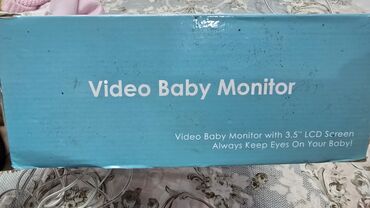 Video Baby Monitor
Video Baby Monitor with 3.5" LCD Screen
Always Keep Eyes On Your Baby!